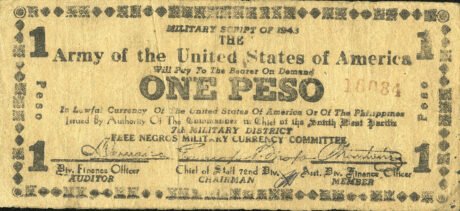 MILITARY SCRIPT OF 1943
1 THE 1
Army of the United States of America
Will Pay To The Bearer On Demand
Peso ONE PESO 16984 Peso
In Lawful Currency Of The United States Of America Or Of The Philippines
Issued By Authority Of The Commander in Chief of the South West Pacific
7th MILITARY DISTRICT
FREE NEGROS MILITARY CURRENCY COMMITTEE
1 1
Div. Finance Officer Chief of Staff 72nd Div. Asst. Div. Finance Officer
AUDITOR CHAIRMAN MEMBER